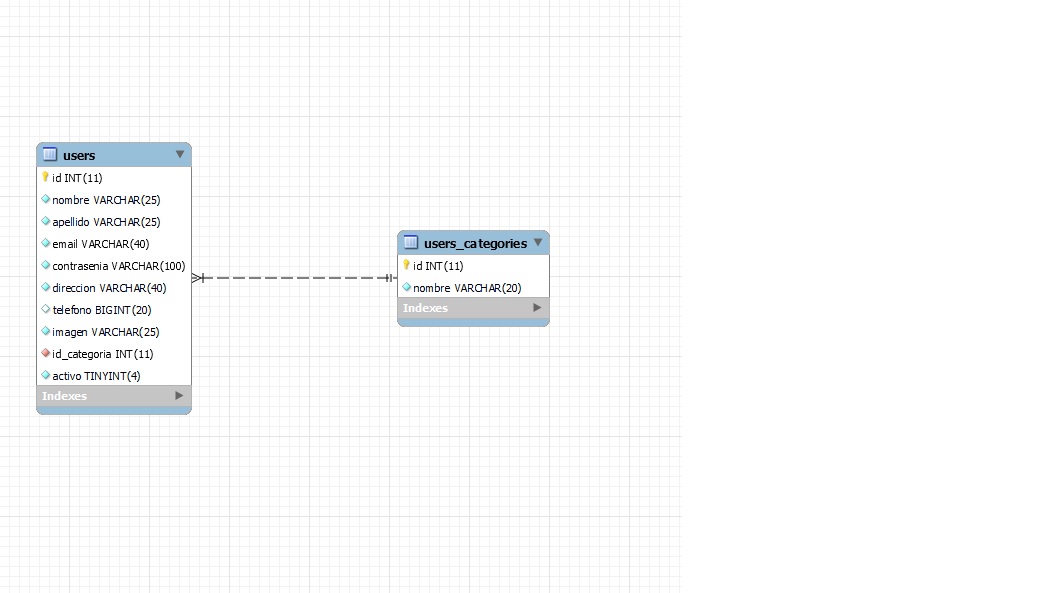 users
id INT(11)
nombre VARCHAR(25)
apellido VARCHAR(25)
email VARCHAR(40)
contrasenia VARCHAR(100)
direccion VARCHAR(40)
telefono BIGINT(20)
imagen VARCHAR(25)
id_categoria INT(11)
activo TINYINT(4)
Indexes
users_categories
id INT(11)
nombre VARCHAR(20)
Indexes